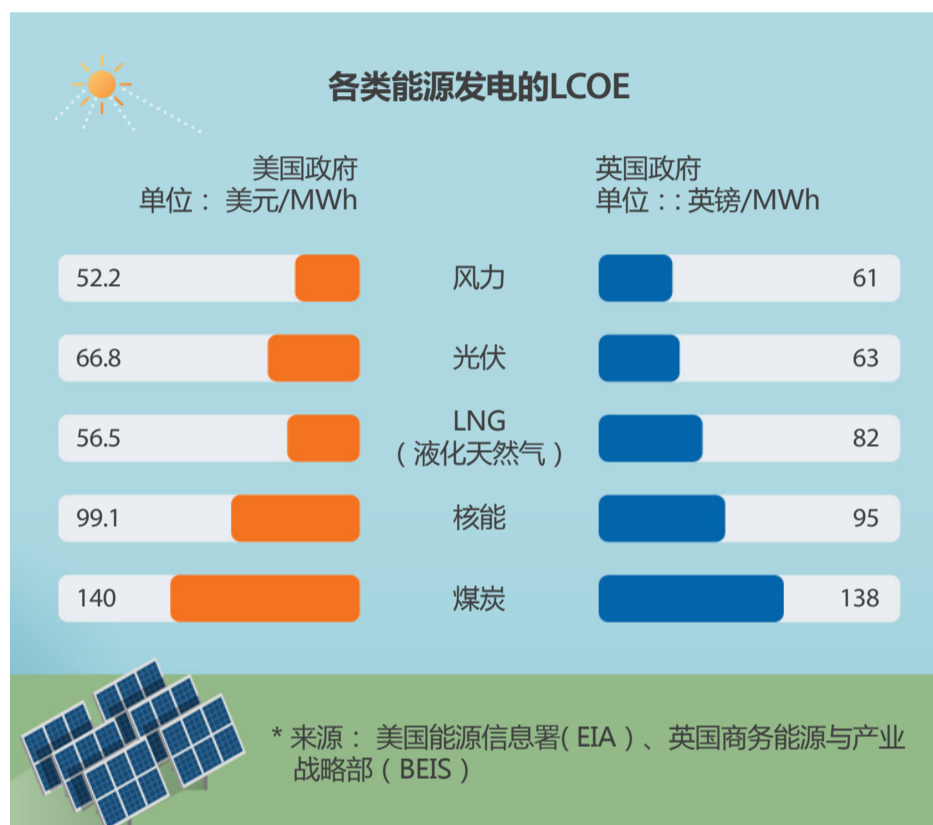 各类能源发电的LCOE
美国政府
单位： 美元/MWh
英国政府
单位：: 英镑/MWh
52.2
风力
61
66.8
光伏
63
56.5
LNG
（液化天然气）
82
99.1
核能
95
140
煤炭
138
* 来源： 美国能源信息署( EIA ）、英国商务能源与产业
战略部（ BEIS ）